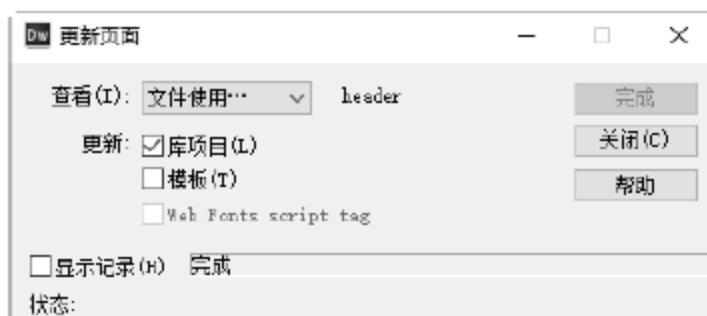 Dw 更新页面
查看(I): 文件使用… header 完成
更新: 库项目(L) 关闭(C)
模板(T) 帮助
Web Fonts script tag
显示记录(H) 完成
状态: